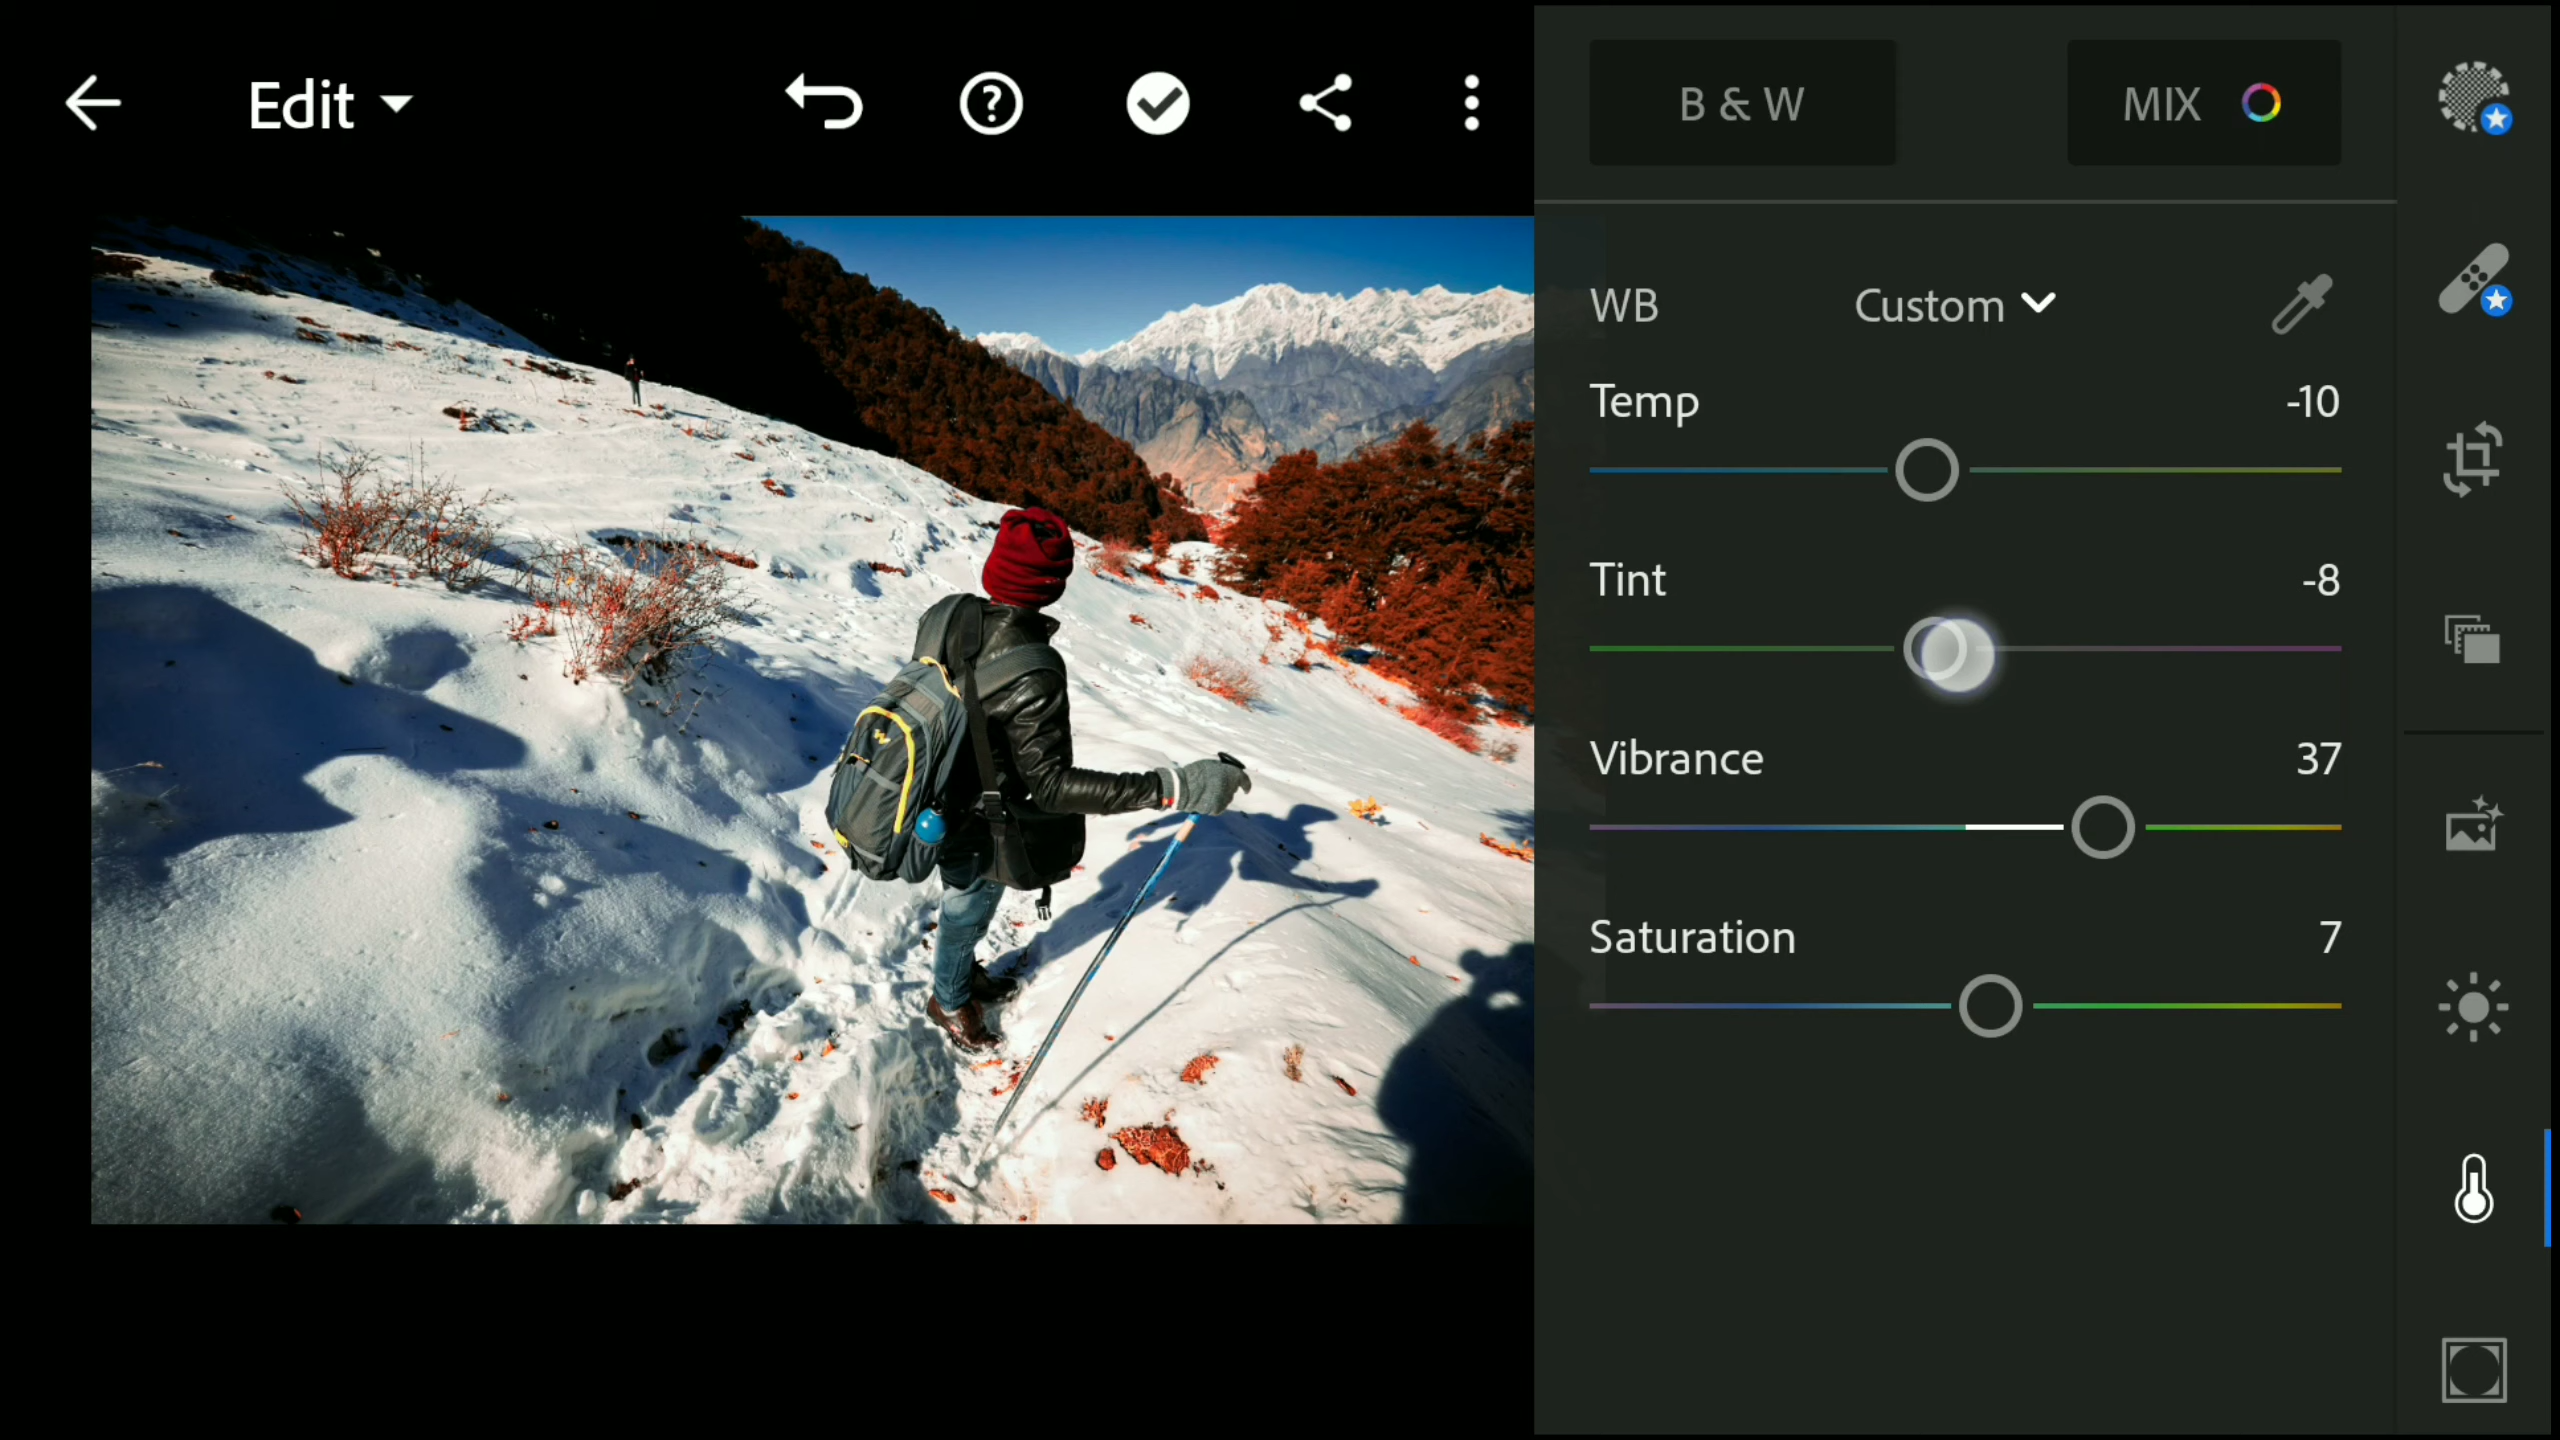 Edit
B & W
MIX
WB
Custom
Temp
-10
Tint
-8
Vibrance
37
Saturation
7